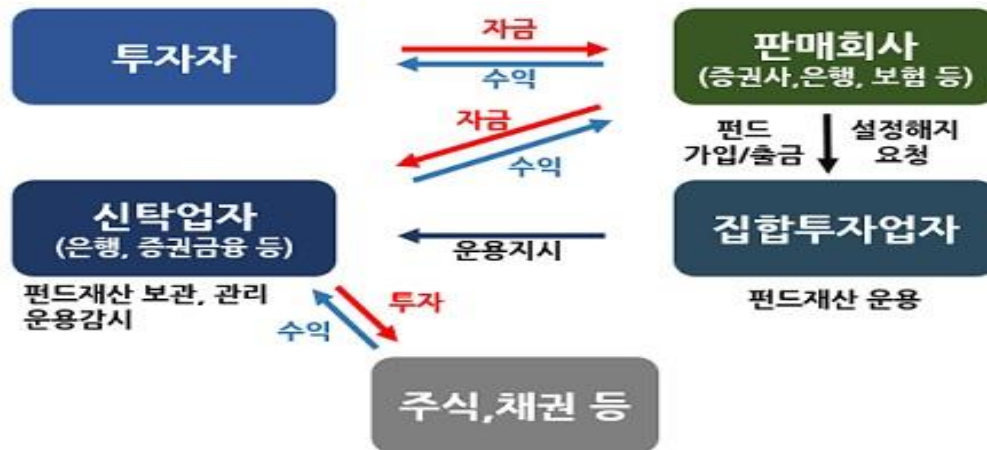 투자자
자금
수익
판매회사
(증권사,은행, 보험 등)
자금
수익
펀드
가입/출금
설정해지
요청
신탁업자
(은행, 증권금융 등)
운용지시
집합투자업자
펀드재산 보관, 관리
운용감시
펀드재산 운용
투자
수익
주식,채권 등